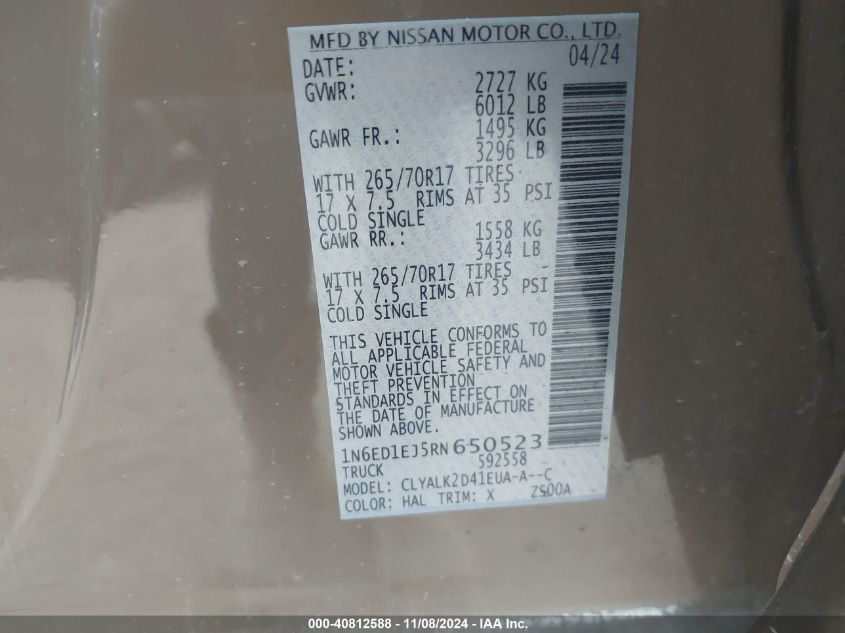 MFD BY NISSAN MOTOR CO., LTD.
DATE: 04/24
GVWR: 2727 KG
6012 LB
GAWR FR.: 1495 KG
3296 LB
WITH 265/70R17 TIRES
17 X 7.5 RIMS AT 35 PSI
COLD SINGLE
GAWR RR.: 1558 KG
3434 LB
WITH 265/70R17 TIRES -
17 X 7.5 RIMS AT 35 PSI
COLD SINGLE
THIS VEHICLE CONFORMS TO
ALL APPLICABLE FEDERAL
MOTOR VEHICLE SAFETY AND
THEFT PREVENTION
STANDARDS IN EFFECT ON
THE DATE OF MANUFACTURE
SHOWN ABOVE.
1N6ED1EJ5RN650523
TRUCK 592558
MODEL: CLYALK2D41EUA-A--C
COLOR: HAL TRIM: X ZS00A
000-40812588 - 11/08/2024 - IAA Inc.